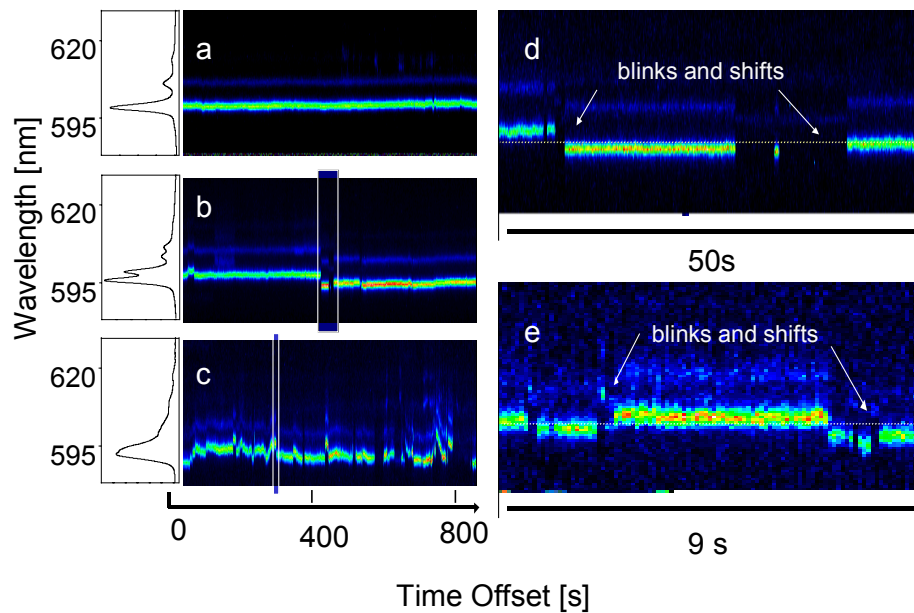 Wavelength [nm]
620
595
a
620
595
b
620
595
c
0
400
800
Time Offset [s]
d
blinks and shifts
50s
e
blinks and shifts
9 s